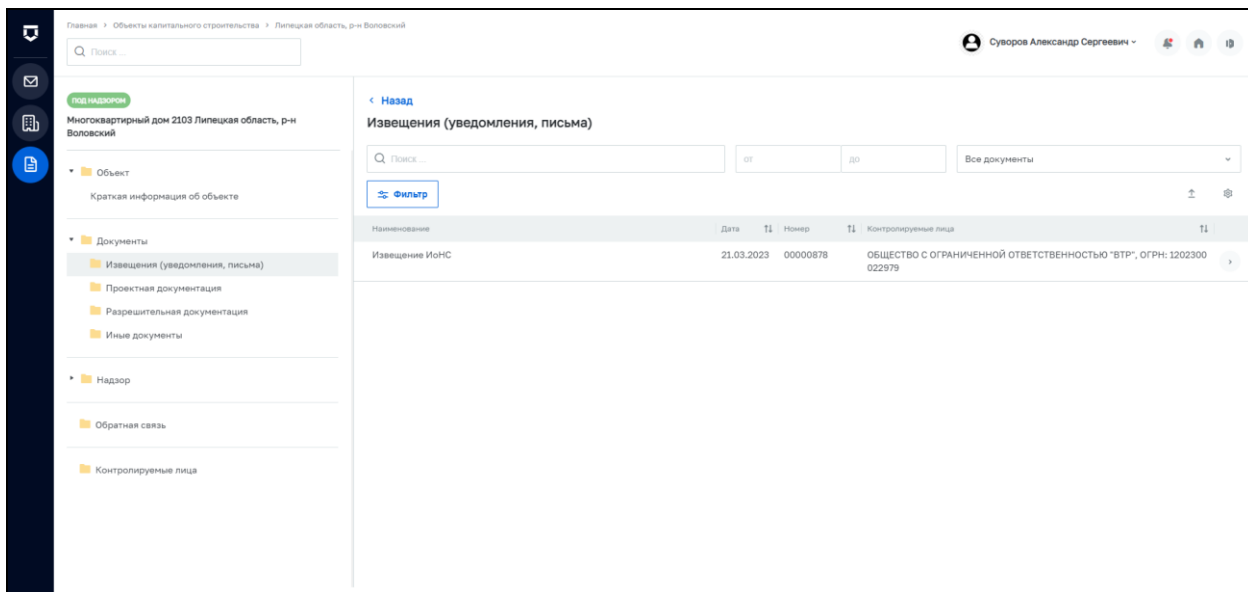 Главная > Объекты капитального строительства > Липецкая область, р-н Воловский
Поиск ...
Суворов Александр Сергеевич
ПОД НАДЗОРОМ
Многоквартирный дом 2103 Липецкая область, р-н
Воловский
Объект
Краткая информация об объекте
Документы
Извещения (уведомления, письма)
Проектная документация
Разрешительная документация
Иные документы
Надзор
Обратная связь
Контролируемые лица
< Назад
Извещения (уведомления, письма)
Поиск... от до Все документы
Фильтр
Наименование Дата Номер Контролируемые лица
Извещение ИоНС 21.03.2023 00000878 ОБЩЕСТВО С ОГРАНИЧЕННОЙ ОТВЕТСТВЕННОСТЬЮ "ВТР", ОГРН: 1202300
022979